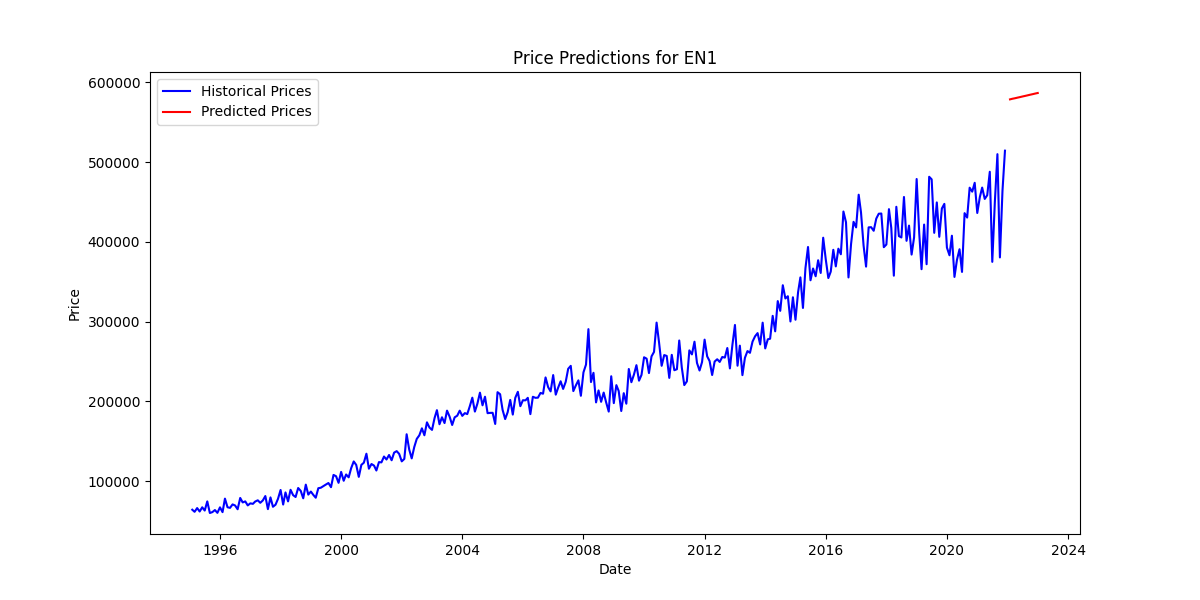 Price Predictions for EN1
Historical Prices
Predicted Prices
600000
500000
400000
300000
200000
100000
Price
1996
2000
2004
2008
2012
2016
2020
2024
Date